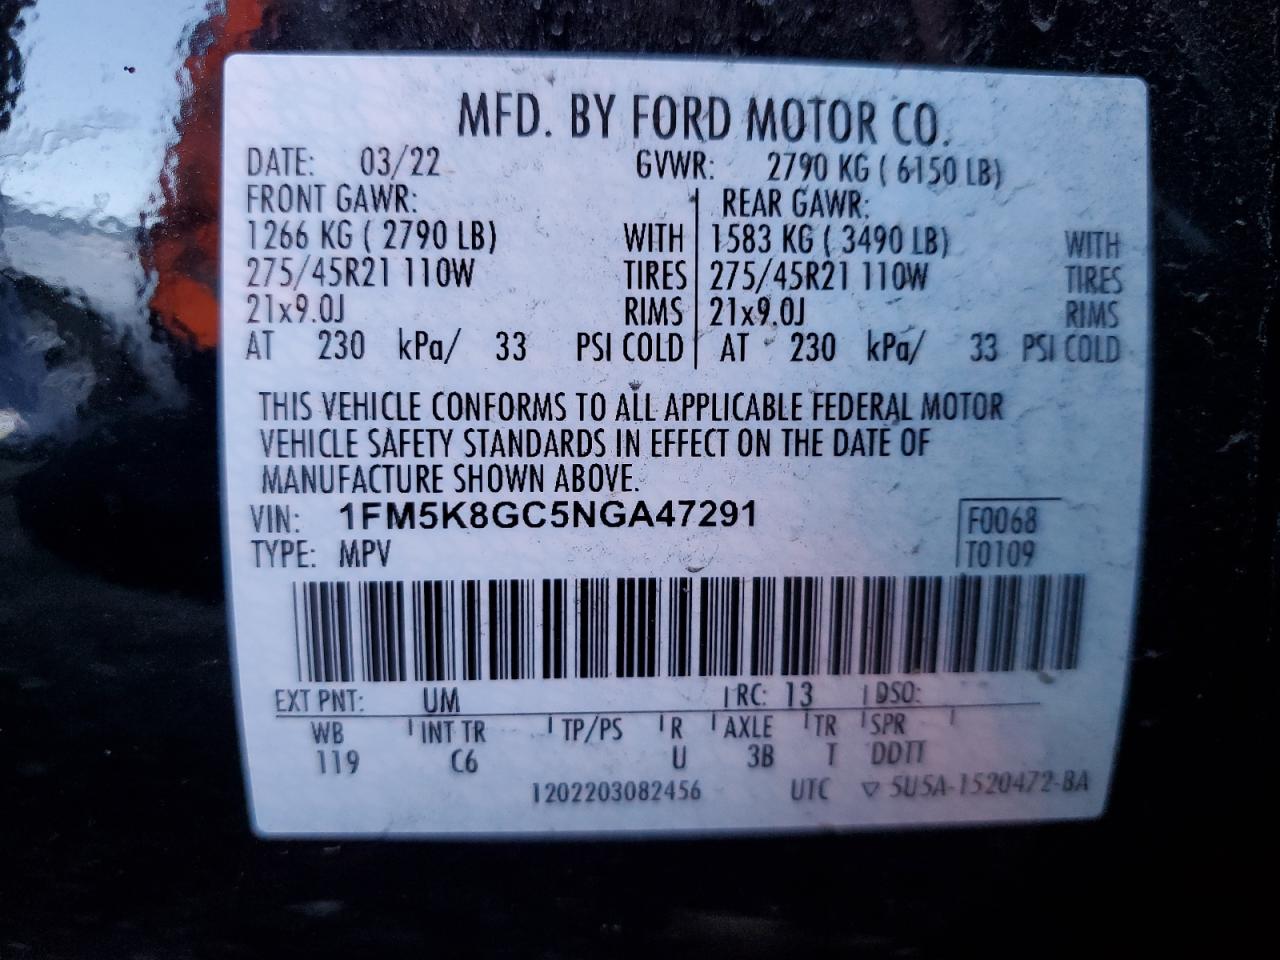 MFD. BY FORD MOTOR CO.
DATE: 03/22 GVWR: 2790 KG ( 6150 LB)
FRONT GAWR: REAR GAWR:
1266 KG ( 2790 LB) WITH 1583 KG ( 3490 LB) WITH
275/45R21 110W TIRES 275/45R21 110W TIRES
21x9.0J RIMS 21x9.0J RIMS
AT 230 kPa/ 33 PSI COLD AT 230 kPa/ 33 PSI COLD
THIS VEHICLE CONFORMS TO ALL APPLICABLE FEDERAL MOTOR
VEHICLE SAFETY STANDARDS IN EFFECT ON THE DATE OF
MANUFACTURE SHOWN ABOVE.
VIN: 1FM5K8GC5NGA47291 F0068
TYPE: MPV T0109
EXT PNT: UM RC: 13 DSO:
WB INT TR TP/PS R AXLE TR SPR
119 C6 U 3B T DDTT
1202203082456 UTC ▽ 5U5A-1520472-BA